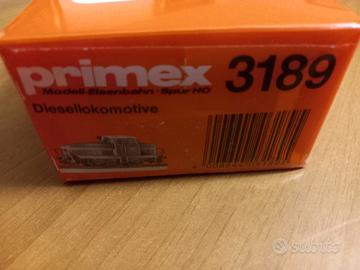 primex 3189
Modell-Eisenbahn · Spur HO
Diesellokomotive
subito